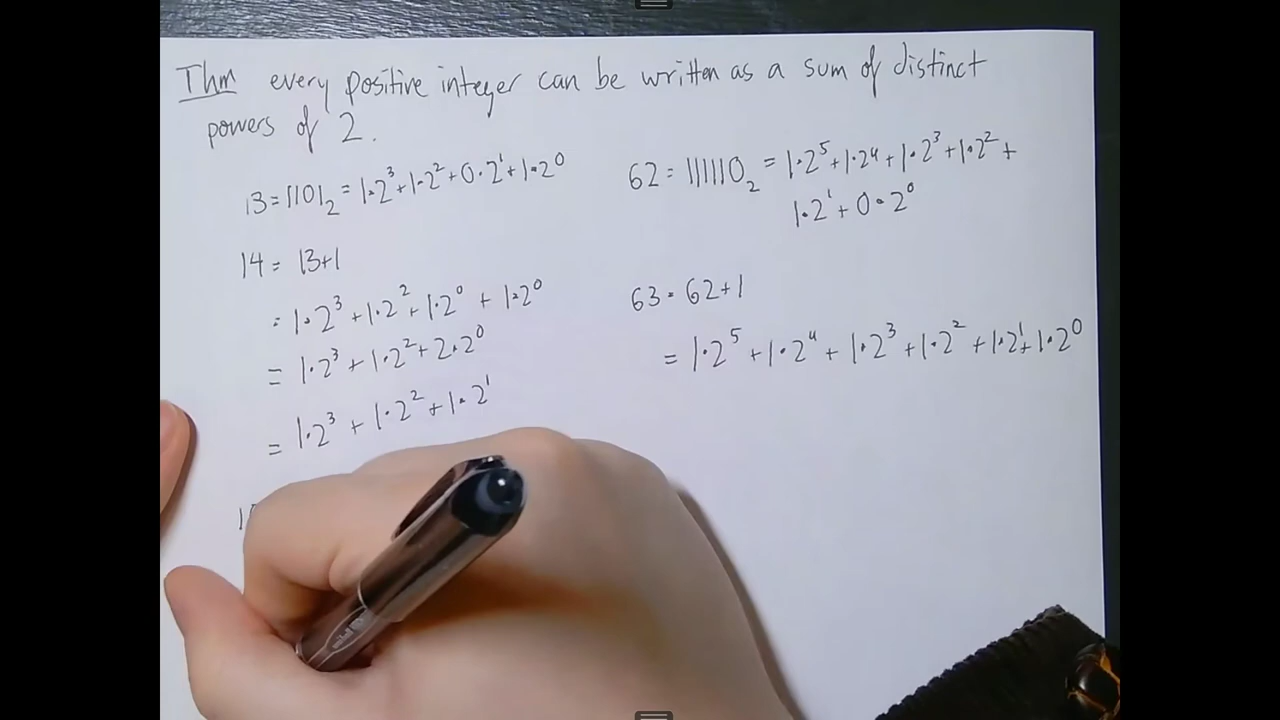 Thm every positive integer can be written as a sum of distinct
powers of 2.
13 = 1101₂ = 1·2³ + 1·2² + 0·2¹ + 1·2⁰
14 = 13+1
= 1·2³ + 1·2² + 1·2⁰ + 1·2⁰
= 1·2³ + 1·2² + 2·2⁰
= 1·2³ + 1·2² + 1·2¹
62 = 111110₂ = 1·2⁵ + 1·2⁴ + 1·2³ + 1·2² +
1·2¹ + 0·2⁰
63 = 62+1
= 1·2⁵ + 1·2⁴ + 1·2³ + 1·2² + 1·2¹ + 1·2⁰